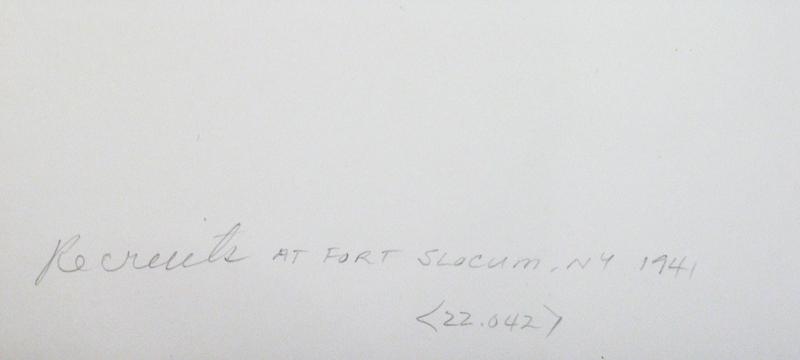 Recruits AT FORT SLOCUM, NY 1941
<22.042>